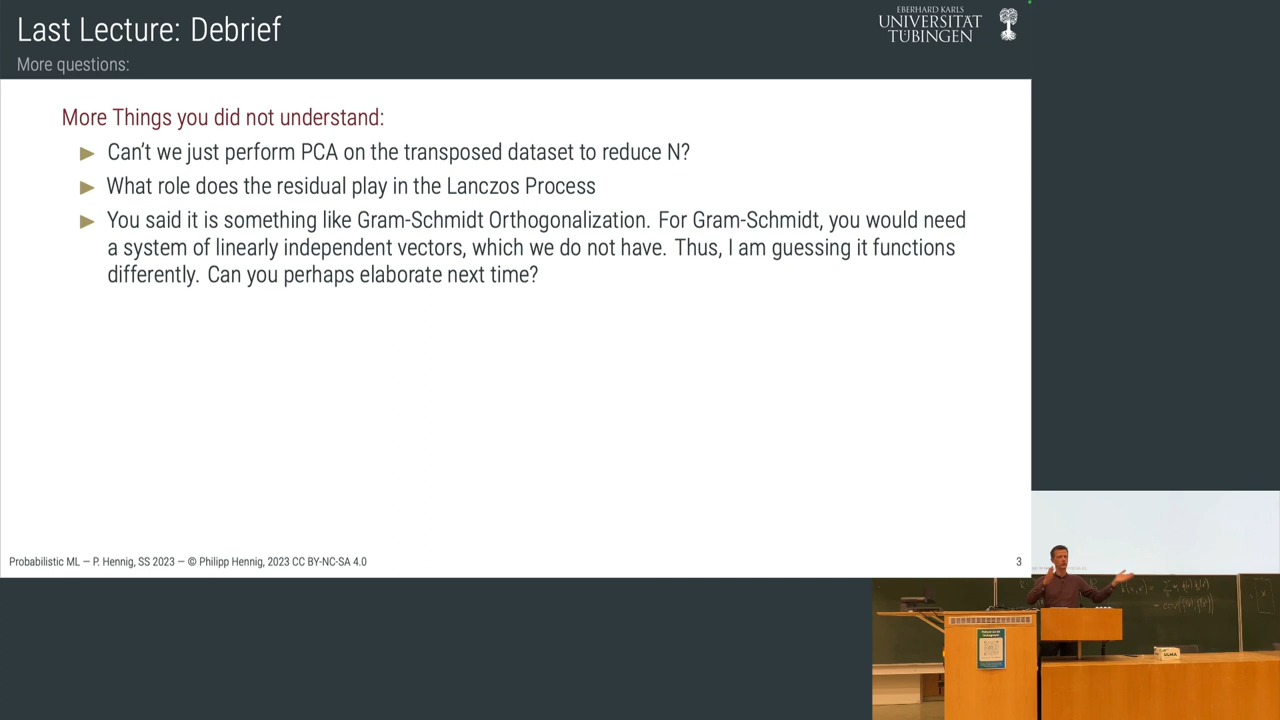 Last Lecture: Debrief
More questions:
EBERHARD KARLS
UNIVERSITÄT
TÜBINGEN
More Things you did not understand:
Can't we just perform PCA on the transposed dataset to reduce N?
What role does the residual play in the Lanczos Process
You said it is something like Gram-Schmidt Orthogonalization. For Gram-Schmidt, you would need
a system of linearly independent vectors, which we do not have. Thus, I am guessing it functions
differently. Can you perhaps elaborate next time?
Probabilistic ML — P. Hennig, SS 2023 — © Philipp Hennig, 2023 CC BY-NC-SA 4.0
3